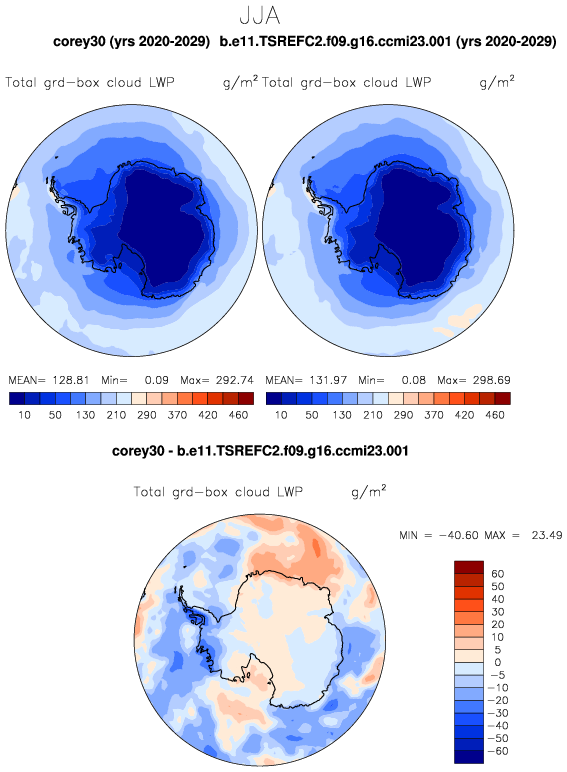 JJA
corey30 (yrs 2020-2029) b.e11.TSREFC2.f09.g16.ccmi23.001 (yrs 2020-2029)
Total grd-box cloud LWP g/m² Total grd-box cloud LWP g/m²
MEAN= 128.81 Min= 0.09 Max= 292.74 MEAN= 131.97 Min= 0.08 Max= 298.69
10 50 130 210 290 370 420 460 10 50 130 210 290 370 420 460
corey30 - b.e11.TSREFC2.f09.g16.ccmi23.001
Total grd-box cloud LWP g/m²
MIN = -40.60 MAX = 23.49
60
50
40
30
20
10
5
0
-5
-10
-20
-30
-40
-50
-60